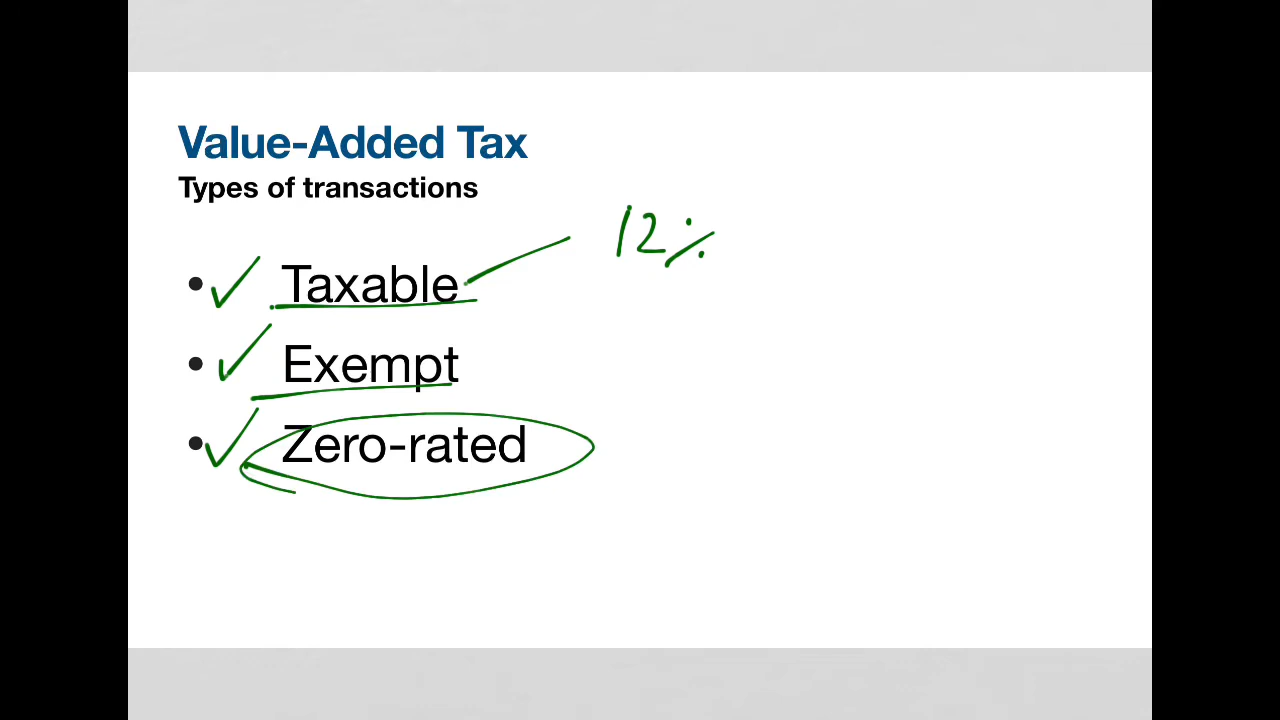 Value-Added Tax
Types of transactions
12%
• Taxable
• Exempt
• Zero-rated